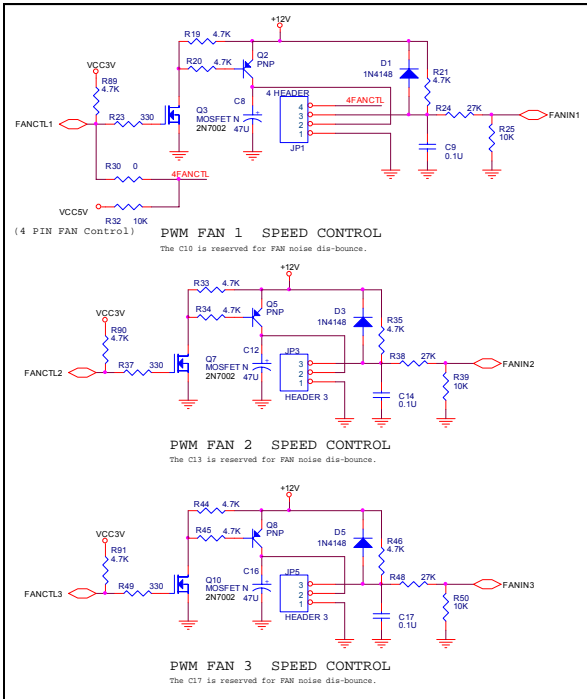 +12V
R19 4.7K
Q2
PNP
D1
1N4148
VCC3V
R20 4.7K
R21
4.7K
R89
4.7K
C8
4 HEADER
4FANCTL
FANCTL1
R23 330
Q3
MOSFET N
2N7002
47U
4
3
2
1
R24 27K
FANIN1
R25
10K
JP1
C9
0.1U
R30 0
4FANCTL
VCC5V
R32 10K
(4 PIN FAN Control)
PWM FAN 1 SPEED CONTROL
The C10 is reserved for FAN noise dis-bounce.
+12V
R33 4.7K
Q5
PNP
D3
1N4148
VCC3V
R34 4.7K
R35
4.7K
R90
4.7K
C12
JP3
FANCTL2
R37 330
Q7
MOSFET N
2N7002
47U
3
2
1
R38 27K
FANIN2
R39
10K
HEADER 3
C14
0.1U
PWM FAN 2 SPEED CONTROL
The C13 is reserved for FAN noise dis-bounce.
+12V
R44 4.7K
Q8
PNP
D5
1N4148
VCC3V
R45 4.7K
R46
4.7K
R91
4.7K
C16
JP5
FANCTL3
R49 330
Q10
MOSFET N
2N7002
47U
3
2
1
R48 27K
FANIN3
R50
10K
HEADER 3
C17
0.1U
PWM FAN 3 SPEED CONTROL
The C17 is reserved for FAN noise dis-bounce.